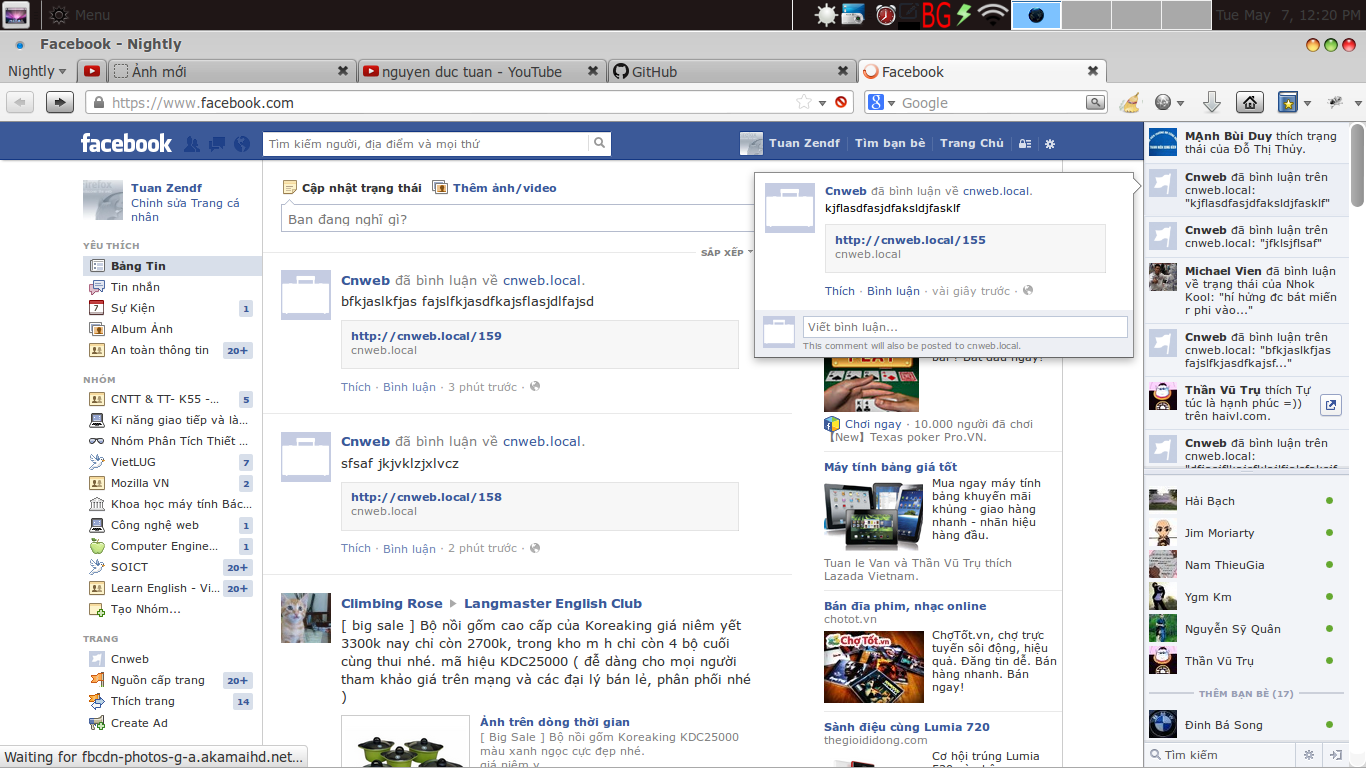 Menu
BG
Tue May 7, 12:20 PM
Facebook - Nightly
Nightly
Ảnh mới
nguyen duc tuan - YouTube
GitHub
Facebook
https://www.facebook.com
Google
facebook
Tìm kiếm người, địa điểm và mọi thứ
Tuan Zendf
Tìm bạn bè
Trang Chủ
Tuan Zendf
Chỉnh sửa Trang cá
nhân
YÊU THÍCH
Bảng Tin
Tin nhắn
Sự Kiện 1
Album Ảnh
An toàn thông tin 20+
NHÓM
CNTT & TT- K55 -... 5
Kĩ năng giao tiếp và là...
Nhóm Phân Tích Thiết ...
VietLUG 7
Mozilla VN 2
Khoa học máy tính Bác...
Công nghệ web 1
Computer Enginee... 1
SOICT 20+
Learn English - Vi... 20+
Tạo Nhóm...
TRANG
Cnweb
Nguồn cấp trang 20+
Thích trang 14
Create Ad
Waiting for fbcdn-photos-g-a.akamaihd.net...
Cập nhật trạng thái
Thêm ảnh/video
Bạn đang nghĩ gì?
SẮP XẾP
Cnweb đã bình luận về cnweb.local.
bfkjaslkfjas fajslfkjasdfkajsflasjdlfajsd
http://cnweb.local/159
cnweb.local
Thích · Bình luận · 3 phút trước ·
Cnweb đã bình luận về cnweb.local.
sfsaf jkjvklzjxlvcz
http://cnweb.local/158
cnweb.local
Thích · Bình luận · 2 phút trước ·
Climbing Rose Langmaster English Club
[ big sale ] Bộ nồi gốm cao cấp của Koreaking giá niêm yết
3300k nay chỉ còn 2700k, trong kho m h chỉ còn 4 bộ cuối
cùng thui nhé. mã hiệu KDC25000 ( để dàng cho mọi người
tham khảo giá trên mạng và các đại lý bán lẻ, phân phối nhé
)
Ảnh trên dòng thời gian
[ Big Sale ] Bộ nồi gốm Koreaking KDC25000
màu xanh ngọc cực đẹp nhé.
giá niêm y
Cnweb đã bình luận về cnweb.local.
kjflasdfasjdfaksldjfasklf
http://cnweb.local/155
cnweb.local
Thích · Bình luận · vài giây trước ·
Viết bình luận...
This comment will also be posted to cnweb.local.
Chơi ngay · 10.000 người đã chơi
【New】Texas poker Pro.VN.
Máy tính bảng giá tốt
Mua ngay máy tính
bảng khuyến mãi
khủng - giao hàng
nhanh - nhãn hiệu
hàng đầu.
Tuan le Van và Thần Vũ Trụ thích
Lazada Vietnam.
Bán đĩa phim, nhạc online
chotot.vn
ChợTốt.vn
ChợTốt.vn, chợ trực
tuyến sôi động, hiệu
quả. Đăng tin dễ. Bán
hàng nhanh. Bán
ngay!
Sành điệu cùng Lumia 720
thegioididong.com
Cơ hội trúng Lumia
MẠnh Bùi Duy thích trạng
thái của Đỗ Thị Thủy.
Cnweb đã bình luận trên
cnweb.local:
"kjflasdfasjdfaksldjfasklf"
Cnweb đã bình luận trên
cnweb.local: "jfklsjflsaf"
Michael Vien đã bình luận
về trạng thái của Nhok
Kool: "hí hửng đc bát miến
r phi vào..."
Cnweb đã bình luận trên
cnweb.local: "bfkjaslkfjas
fajslfkjasdfkajsf..."
Thần Vũ Trụ thích Tự
túc là hạnh phúc =))
trên haivl.com.
Cnweb đã bình luận trên
cnweb.local:
Hải Bạch
Jim Moriarty
Nam ThieuGia
Ygm Km
Nguyễn Sỹ Quân
Thần Vũ Trụ
THÊM BẠN BÈ (17)
Đinh Bá Song
Tìm kiếm